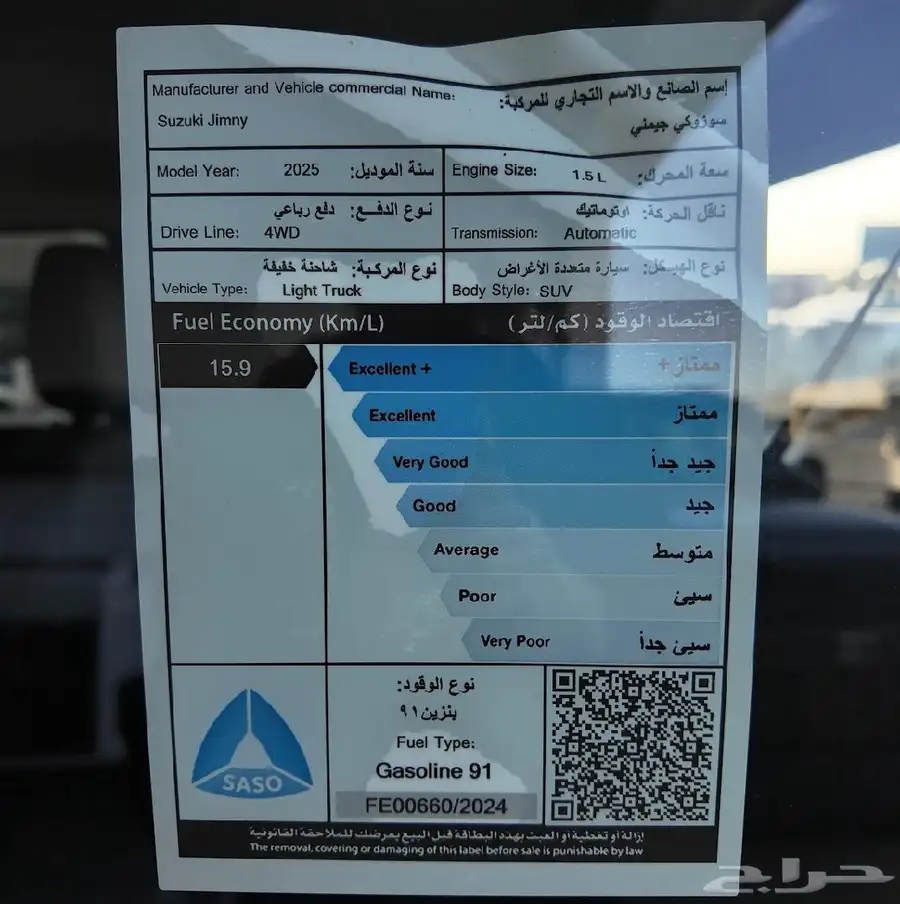 Manufacturer and Vehicle commercial Name:
إسم الصانع والاسم التجاري للمركبة:
Suzuki Jimny
سوزوكي جيمني
Model Year: 2025 سنة الموديل:
Engine Size: 1.5 L سعة المحرك:
نوع الدفع: دفع رباعي
Drive Line: 4WD
ناقل الحركة: اوتوماتيك
Transmission: Automatic
نوع المركبة: شاحنة خفيفة
Vehicle Type: Light Truck
نوع الهيكل: سيارة متعددة الأغراض
Body Style: SUV
Fuel Economy (Km/L) اقتصاد الوقود (كم/لتر)
15.9
Excellent + ممتاز +
Excellent ممتاز
Very Good جيد جداً
Good جيد
Average متوسط
Poor سيئ
Very Poor سيئ جداً
SASO
نوع الوقود:
بنزين ٩١
Fuel Type:
Gasoline 91
FE00660/2024
إزالة أو تغطية أو العبث بهذه البطاقة قبل البيع يعرضك للملاحقة القانونية
The removal, covering or damaging of this label before sale is punishable by law
حراج